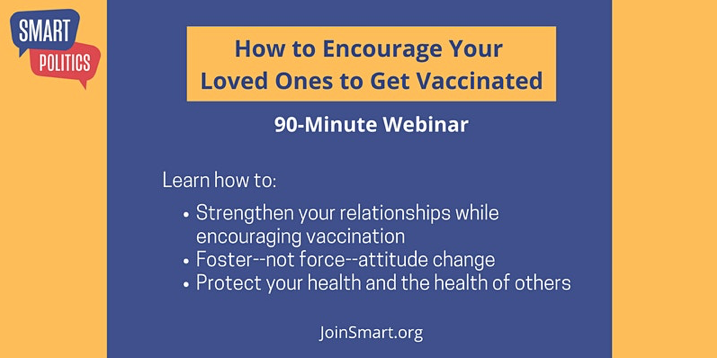 SMART
POLITICS
How to Encourage Your
Loved Ones to Get Vaccinated
90-Minute Webinar
Learn how to:
• Strengthen your relationships while
encouraging vaccination
• Foster--not force--attitude change
• Protect your health and the health of others
JoinSmart.org